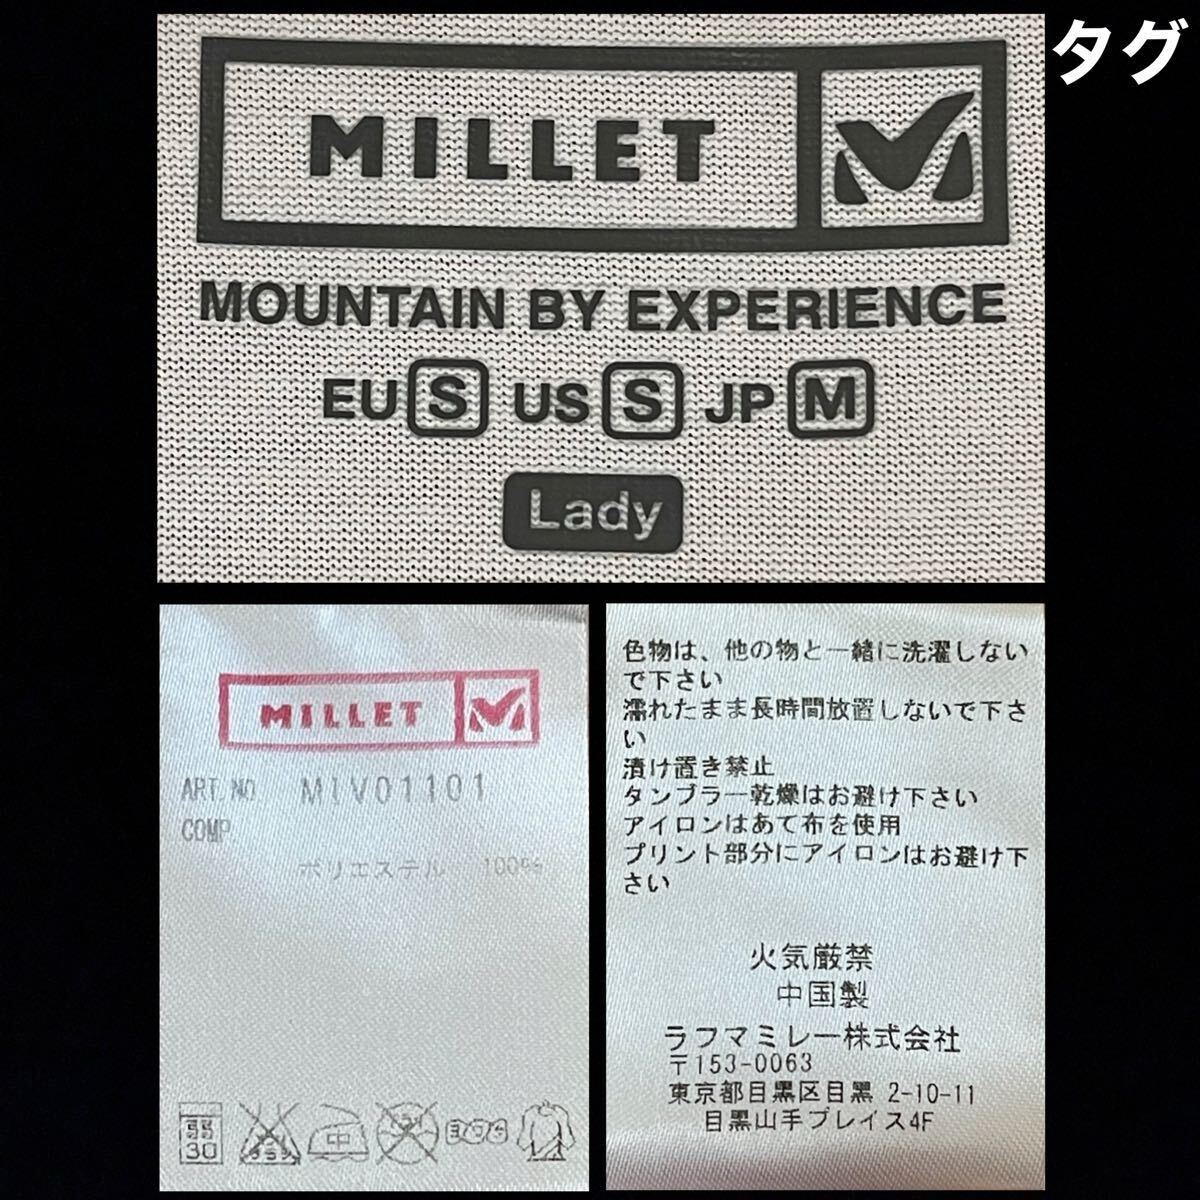 タグ
MILLET
MOUNTAIN BY EXPERIENCE
EU S US S JP M
Lady
MILLET
ART. NO MIV01101
COMP
ポリエステル 100%
弱
30
中
色物は、他の物と一緒に洗濯しない
で下さい
濡れたまま長時間放置しないで下さ
い
漬け置き禁止
タンブラー乾燥はお避け下さい
アイロンはあて布を使用
プリント部分にアイロンはお避け下
さい
火気厳禁
中国製
ラフマミレー株式会社
〒153-0063
東京都目黒区目黒 2-10-11
目黒山手プレイス4F